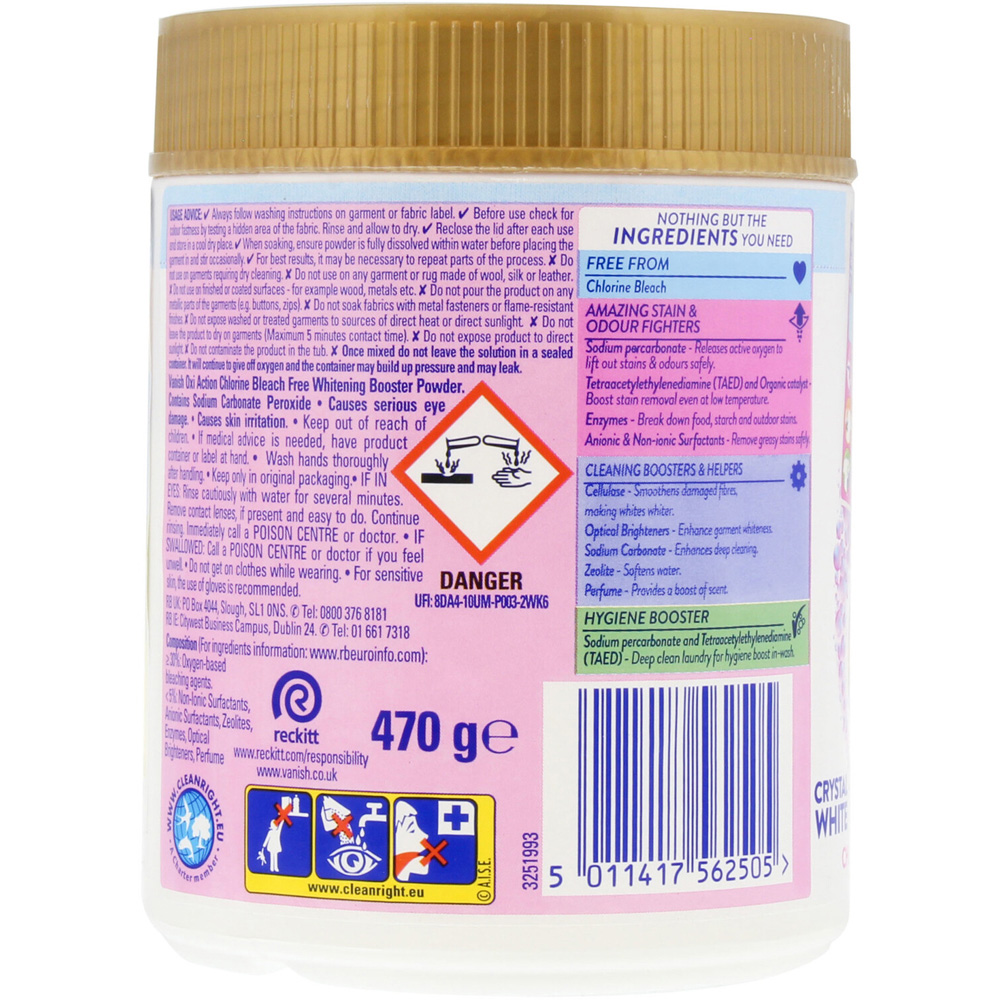 USAGE ADVICE: ✔ Always follow washing instructions on garment or fabric label. ✔ Before use check for
colour fastness by testing a hidden area of the fabric. Rinse and allow to dry. ✔ Reclose the lid after each use
and store in a cool dry place. ✔ When soaking, ensure powder is fully dissolved within water before placing the
garment in and stir occasionally. ✔ For best results, it may be necessary to repeat parts of the process. ✘ Do
not use on garments requiring dry cleaning. ✘ Do not use on any garment or rug made of wool, silk or leather.
✘ Do not use on finished or coated surfaces - for example wood, metals etc. ✘ Do not pour the product on any
metallic parts of the garments (e.g. buttons, zips). ✘ Do not soak fabrics with metal fasteners or flame-resistant
finishes ✘ Do not expose washed or treated garments to sources of direct heat or direct sunlight. ✘ Do not
leave the product to dry on garments (Maximum 5 minutes contact time). ✘ Do not expose product to direct
sunlight. ✘ Do not contaminate the product in the tub. ✘ Once mixed do not leave the solution in a sealed
container. It will continue to give off oxygen and the container may build up pressure and may leak.
Vanish Oxi Action Chlorine Bleach Free Whitening Booster Powder.
Contains Sodium Carbonate Peroxide • Causes serious eye
damage. • Causes skin irritation. • Keep out of reach of
children. • If medical advice is needed, have product
container or label at hand. • Wash hands thoroughly
after handling. • Keep only in original packaging. • IF IN
EYES: Rinse cautiously with water for several minutes.
Remove contact lenses, if present and easy to do. Continue
rinsing. Immediately call a POISON CENTRE or doctor. • IF
SWALLOWED: Call a POISON CENTRE or doctor if you feel
unwell. • Do not get on clothes while wearing. • For sensitive
skin, the use of gloves is recommended.
RB UK: PO Box 4044, Slough, SL1 0NS. ✆ Tel: 0800 376 8181
RB IE: Citywest Business Campus, Dublin 24. ✆ Tel: 01 661 7318
Composition (For ingredients information: www.rbeuroinfo.com):
≥ 30%: Oxygen-based
bleaching agents.
< 5%: Non-Ionic Surfactants,
Anionic Surfactants, Zeolites,
Enzymes, Optical
Brighteners, Perfume
DANGER
UFI: 8DA4-10UM-P003-2WK6
reckitt
www.reckitt.com/responsibility
www.vanish.co.uk
470 g℮
WWW.CLEANRIGHT.EU
• A Charter member •
www.cleanright.eu
© A.I.S.E.
NOTHING BUT THE
INGREDIENTS YOU NEED
FREE FROM
Chlorine Bleach
AMAZING STAIN &
ODOUR FIGHTERS
Sodium percarbonate - Releases active oxygen to
lift out stains & odours safely.
Tetraacetylethylenediamine (TAED) and Organic catalyst -
Boost stain removal even at low temperature.
Enzymes - Break down food, starch and outdoor stains.
Anionic & Non-ionic Surfactants - Remove greasy stains safely.
CLEANING BOOSTERS & HELPERS
Cellulase - Smoothens damaged fibres,
making whites whiter.
Optical Brighteners - Enhance garment whiteness.
Sodium Carbonate - Enhances deep cleaning.
Zeolite - Softens water.
Perfume - Provides a boost of scent.
HYGIENE BOOSTER
Sodium percarbonate and Tetraacetylethylenediamine
(TAED) - Deep clean laundry for hygiene boost in-wash.
3251993
5 011417 562505 >
CRYSTA
WHITE